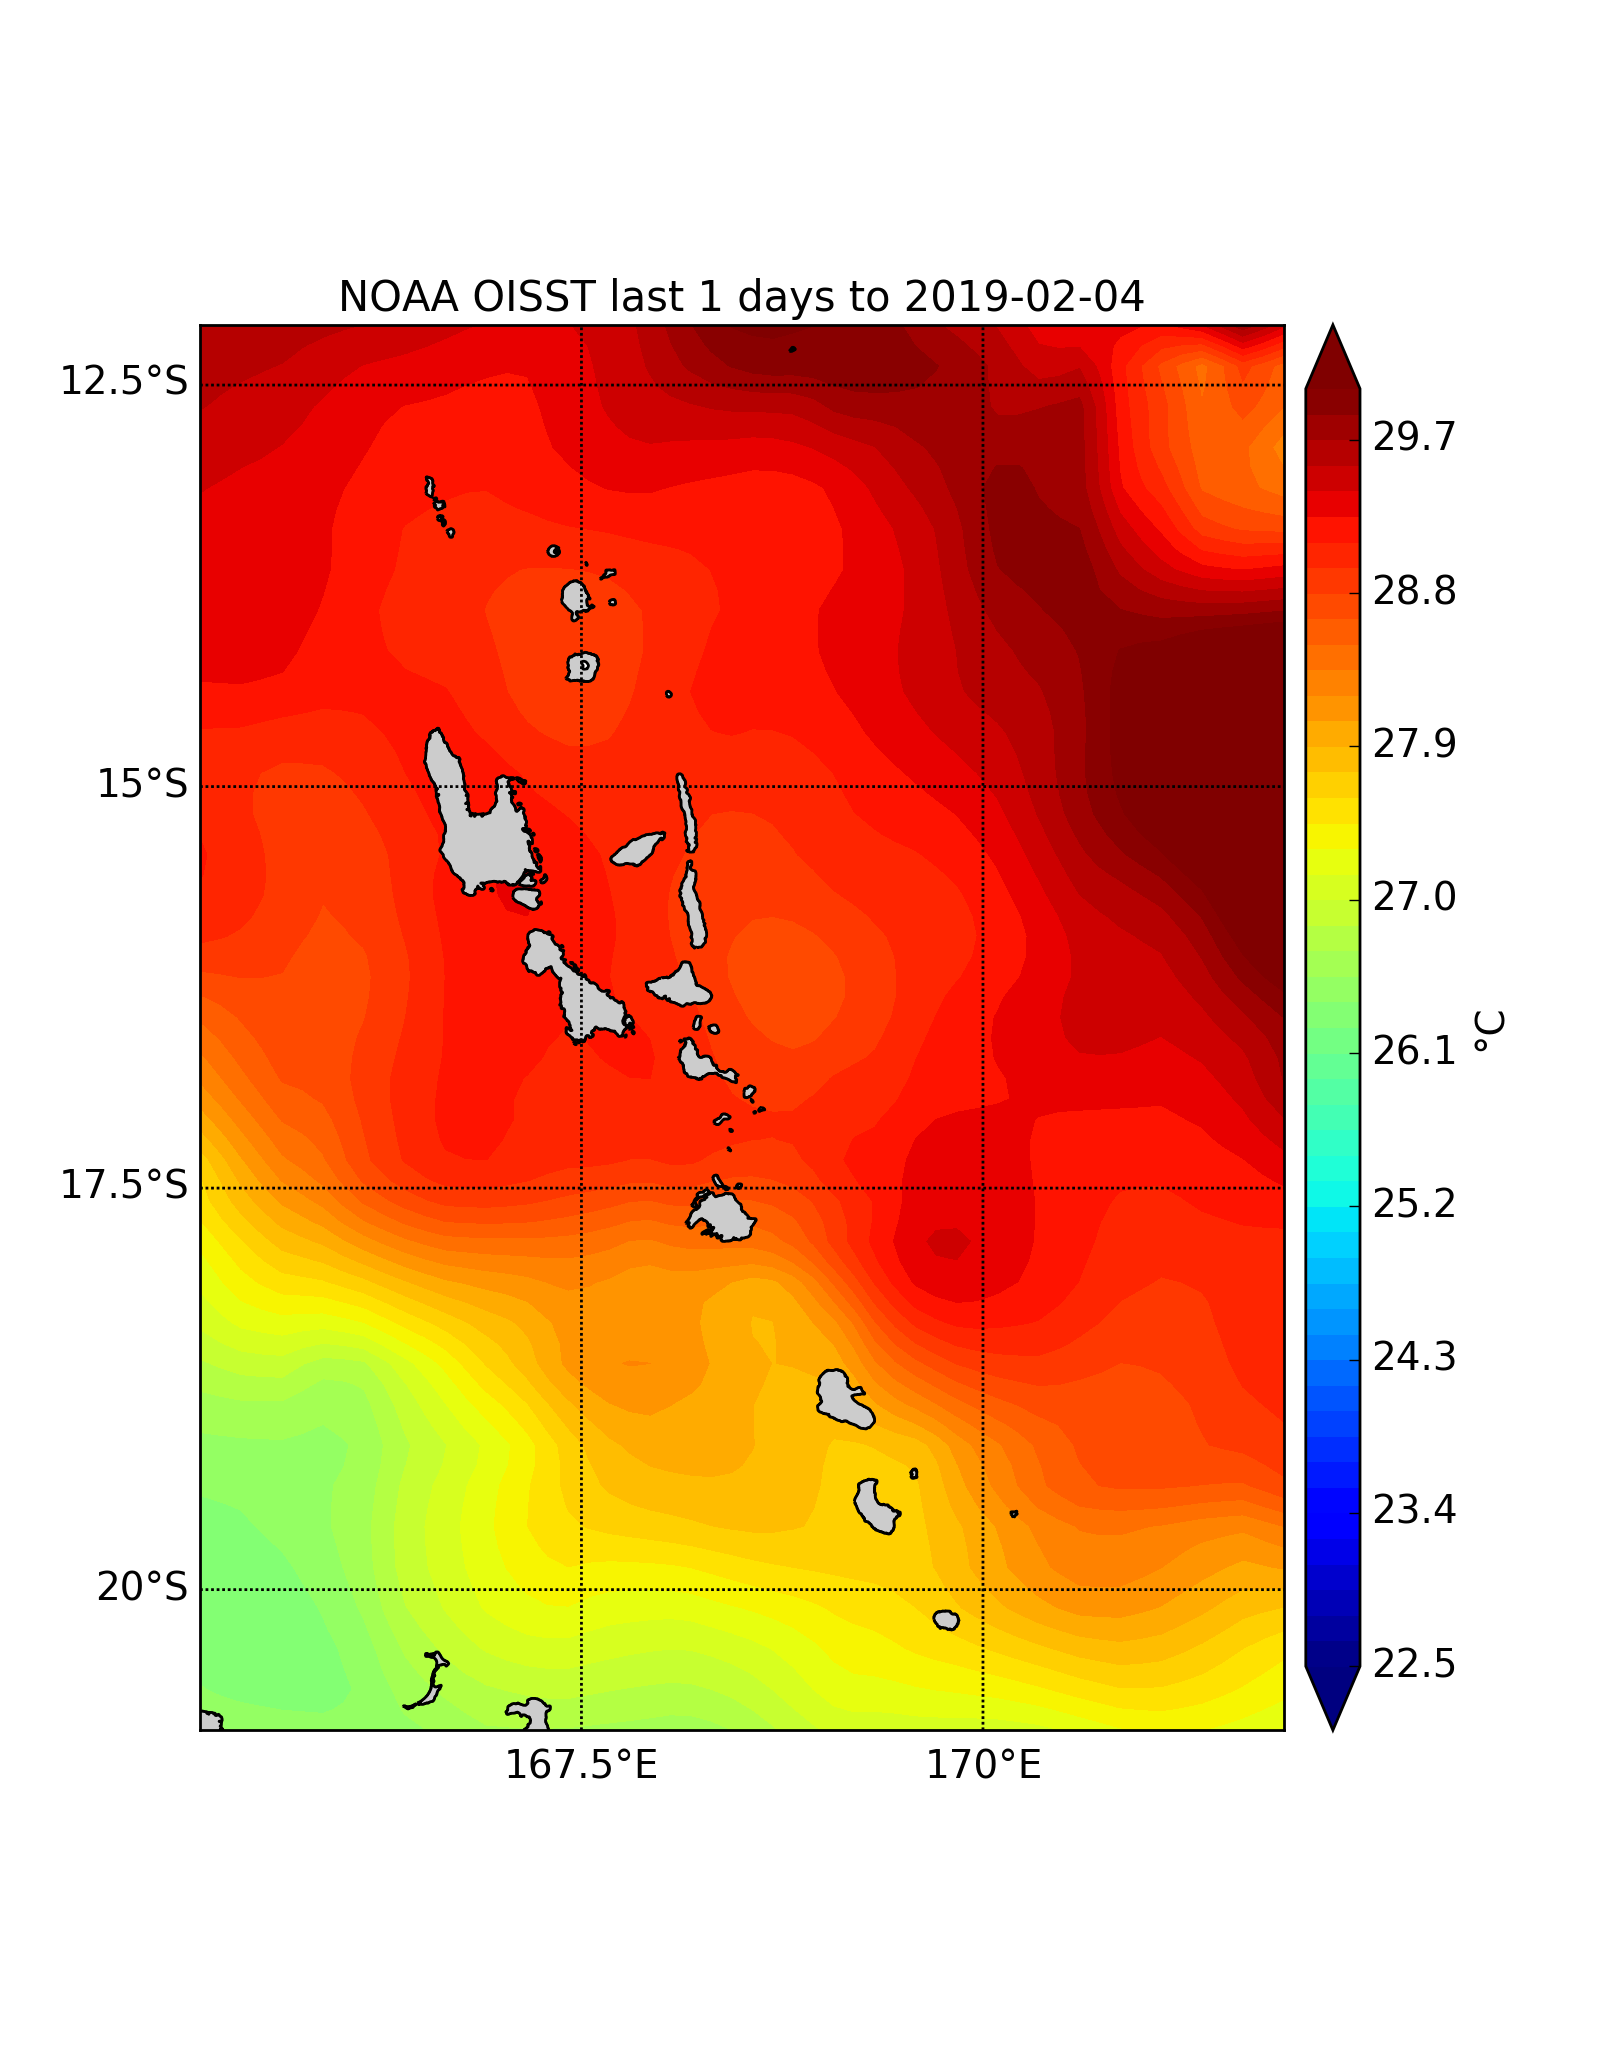 NOAA OISST last 1 days to 2019-02-04
12.5°S
15°S
17.5°S
20°S
167.5°E
170°E
29.7
28.8
27.9
27.0
26.1
25.2
24.3
23.4
22.5
°C